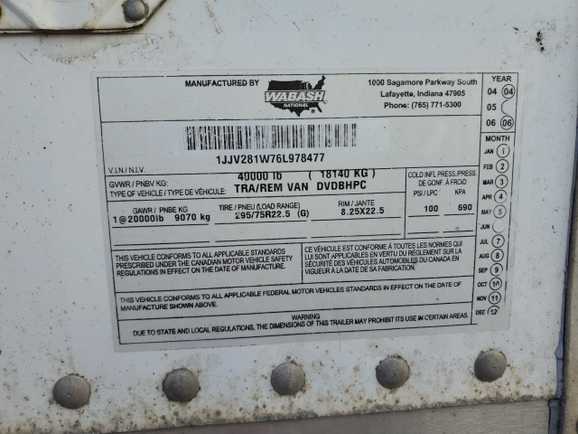 MANUFACTURED BY
WABASH
NATIONAL
1000 Sagamore Parkway South
Lafayette, Indiana 47905
Phone: (765) 771-5300
1JJV281W76L978477
V.I.N / N.I.V.
GVWR / PNBV KG: 40000 lb ( 18140 KG )
TYPE OF VEHICLE / TYPE DE VÉHICULE: TRA/REM VAN DVDBHPC
GAWR / PNBE KG TIRE / PNEU (LOAD RANGE) RIM / JANTE
1@20000lb 9070 kg 295/75R22.5 (G) 8.25X22.5
COLD INFL. PRESS./PRESS.
DE GONF. À FROID
PSI / LPC KPA
100 690
THIS VEHICLE CONFORMS TO ALL APPLICABLE STANDARDS
PRESCRIBED UNDER THE CANADIAN MOTOR VEHICLE SAFETY
REGULATIONS IN EFFECT ON THE DATE OF MANUFACTURE.
CE VÉHICULE EST CONFORME À TOUTES LES NORMES QUI
LUI SONT APPLICABLES EN VERTU DU RÈGLEMENT SUR LA
SÉCURITÉ DES VÉHICULES AUTOMOBILES DU CANADA EN
VIGUEUR À LA DATE DE SA FABRICATION.
THIS VEHICLE CONFORMS TO ALL APPLICABLE FEDERAL MOTOR VEHICLES STANDARDS IN EFFECT ON THE DATE OF
MANUFACTURE SHOWN ABOVE.
WARNING
DUE TO STATE AND LOCAL REGULATIONS, THE DIMENSIONS OF THIS TRAILER MAY PROHIBIT ITS USE IN CERTAIN AREAS.
YEAR
04 04
05
06 06
MONTH
JAN 1
FEB 2
MAR 3
APR 4
MAY 5
JUN
JUL 7
AUG 8
SEP 9
OCT 10
NOV 11
DEC 12